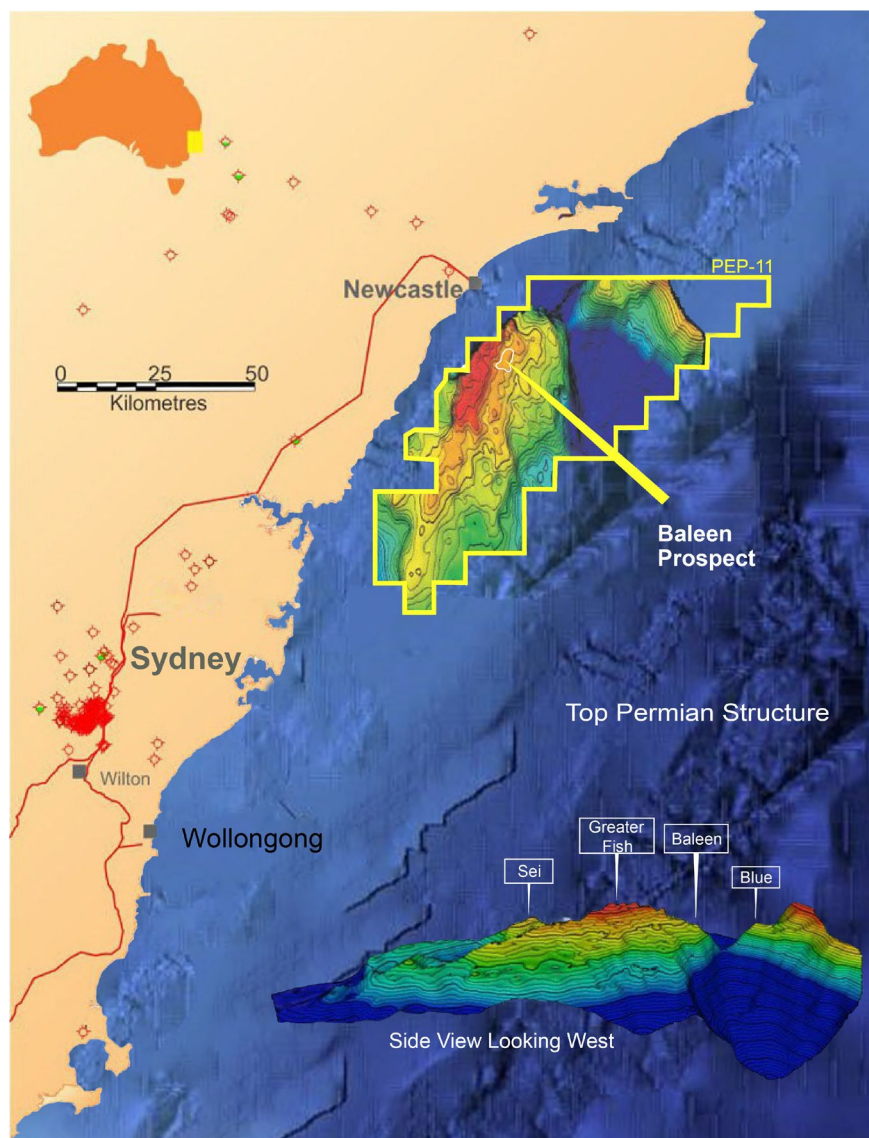 PEP-11
Newcastle
0 25 50
Kilometres
Baleen
Prospect
Sydney
Top Permian Structure
Wilton
Wollongong
Greater
Fish
Baleen
Sei
Blue
Side View Looking West